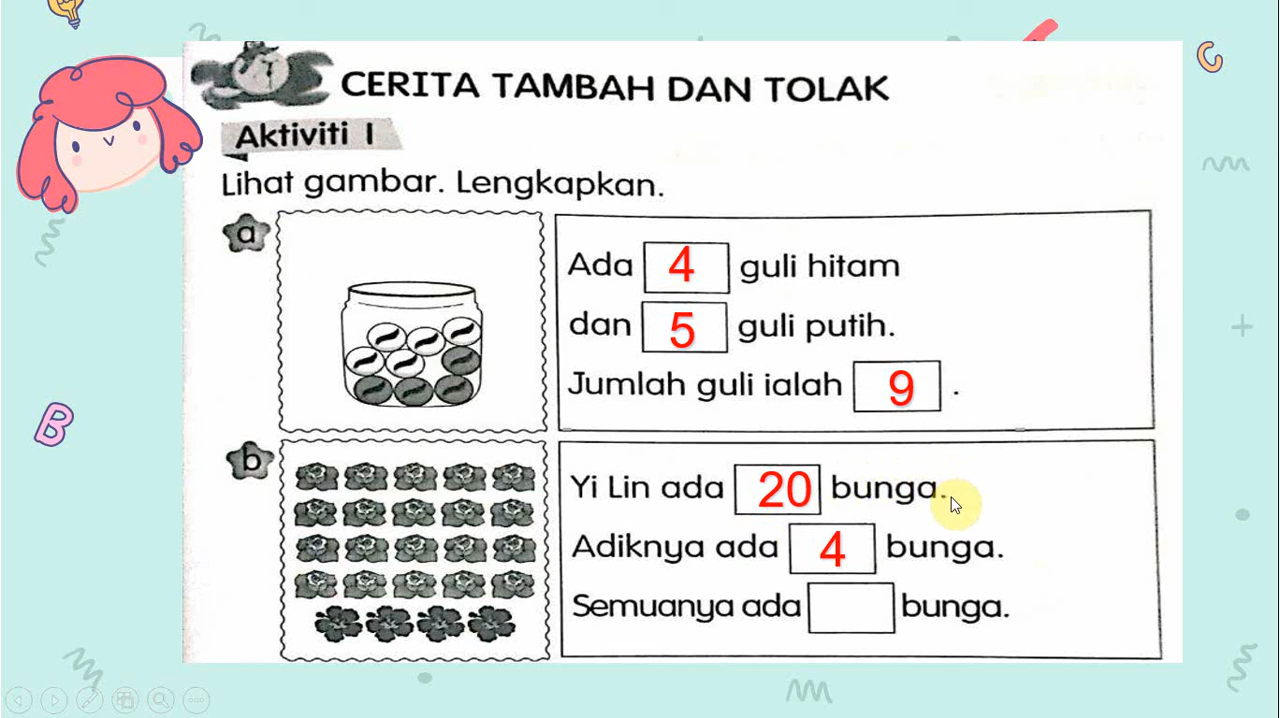 CERITA TAMBAH DAN TOLAK
Aktiviti 1
Lihat gambar. Lengkapkan.
a
Ada 4 guli hitam
dan 5 guli putih.
Jumlah guli ialah 9 .
b
Yi Lin ada 20 bunga.
Adiknya ada 4 bunga.
Semuanya ada bunga.
B
C